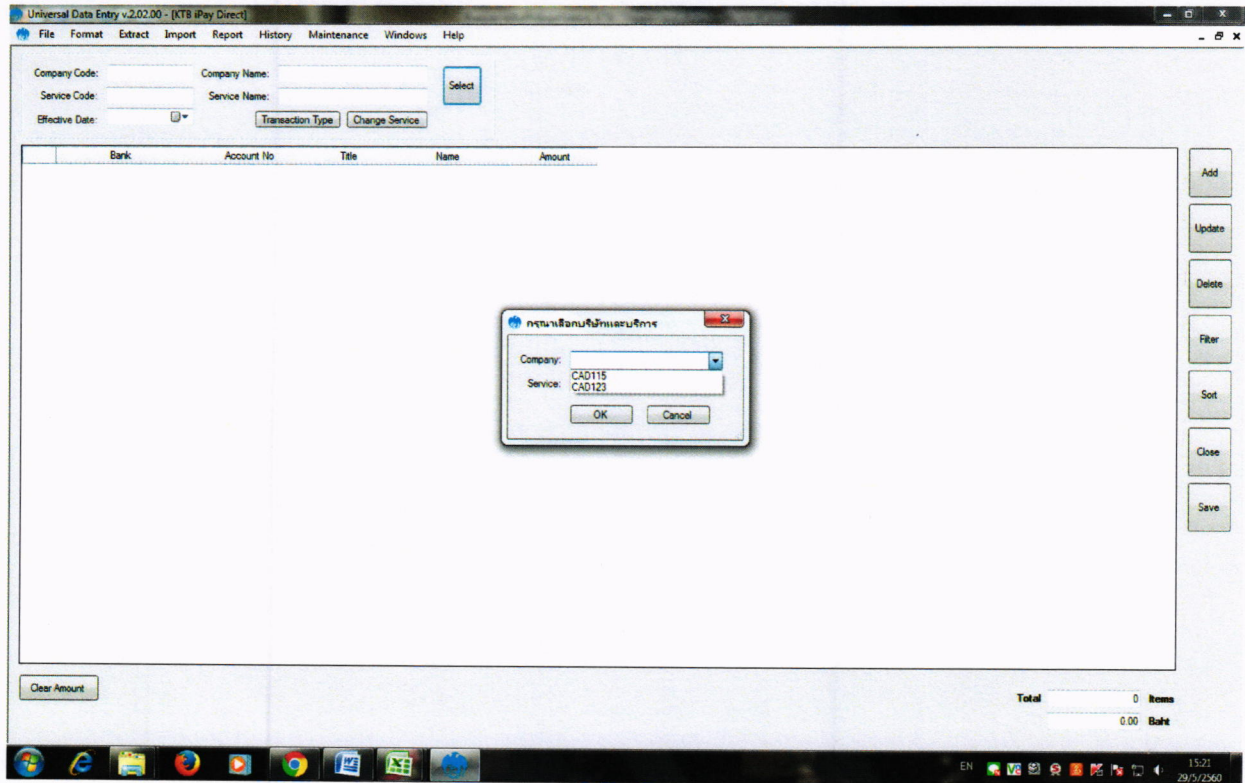 Universal Data Entry v.2.02.00 - [KTB iPay Direct]
File Format Extract Import Report History Maintenance Windows Help
Company Code: Company Name: Select
Service Code: Service Name:
Effective Date: Transaction Type Change Service
Bank Account No Title Name Amount
Add
Update
Delete
Filter
Sort
Close
Save
กรุณาเลือกบริษัทและบริการ
Company:
CAD115
Service: CAD123
OK Cancel
Clear Amount
Total 0 Items
0.00 Baht
EN 15:21
29/5/2560